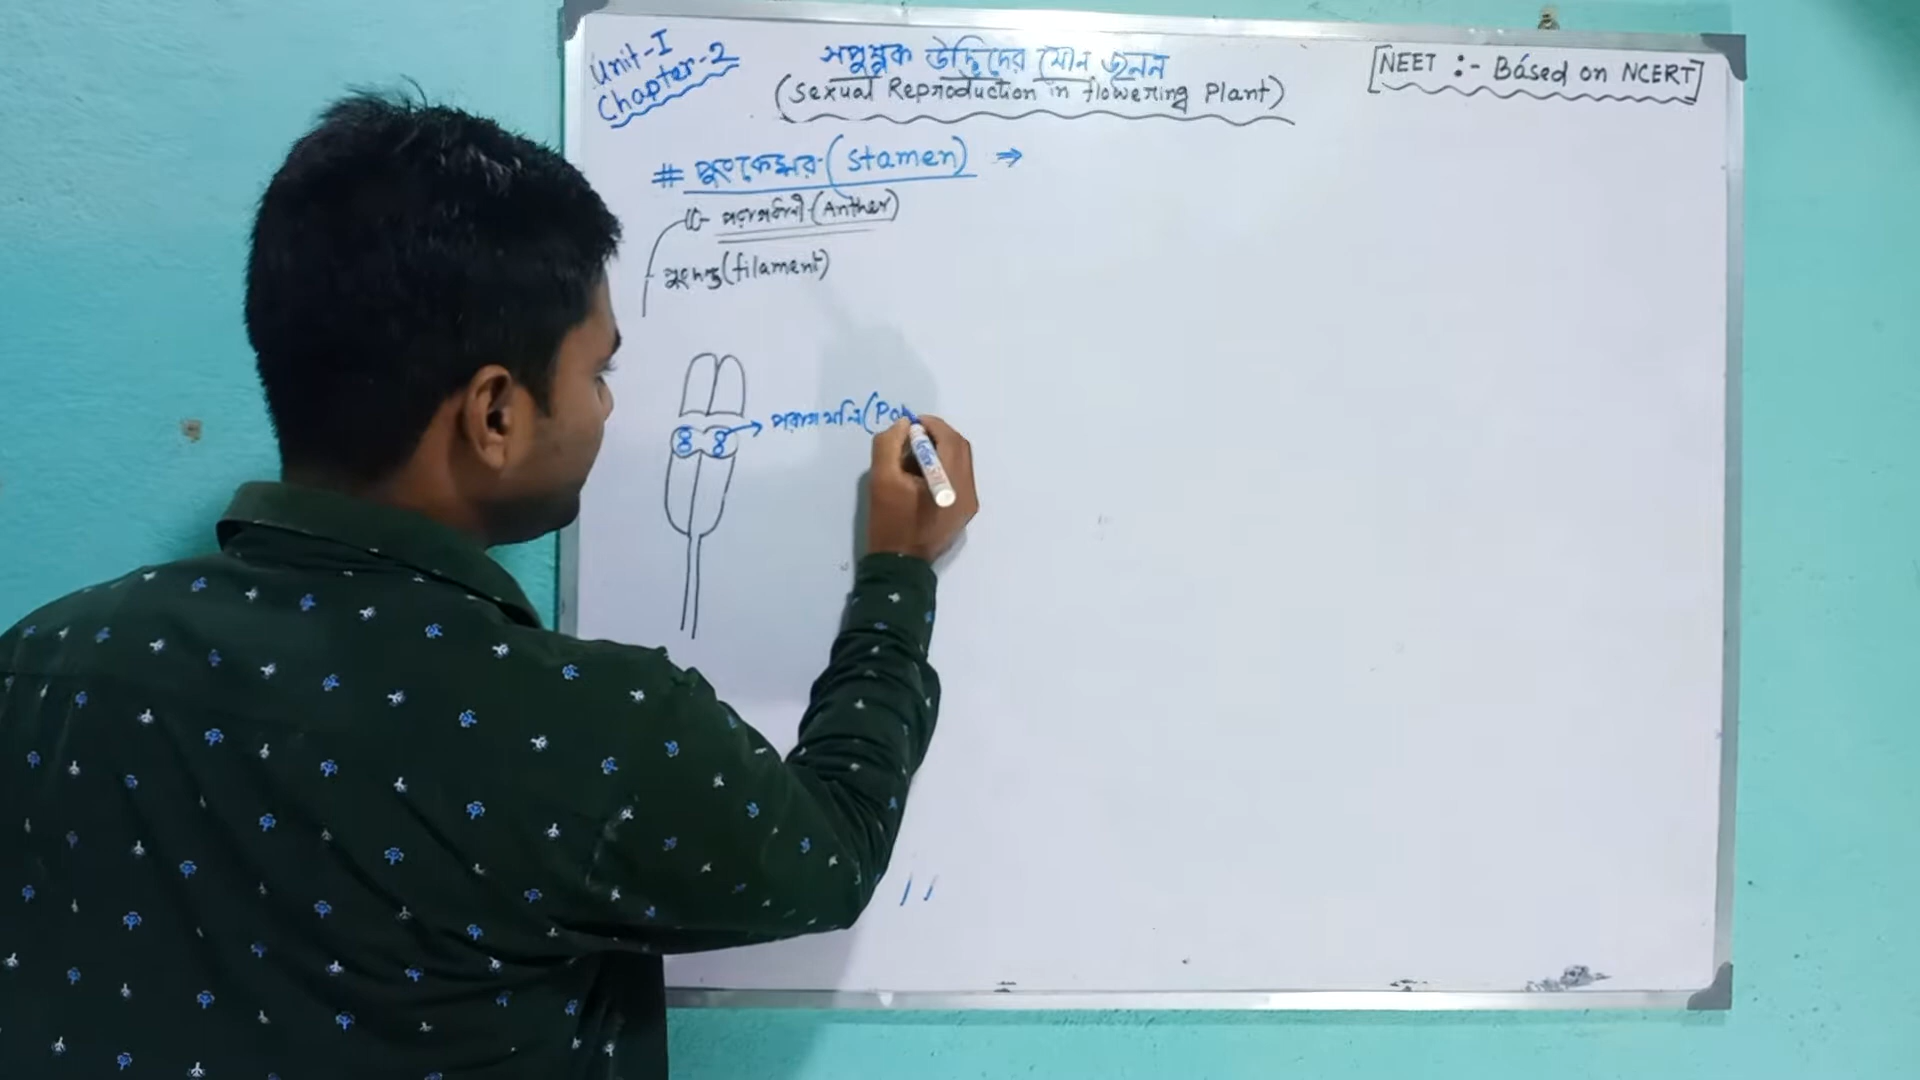 Unit-I
Chapter-2
সপুষ্পক উদ্ভিদের যৌন জনন
(Sexual Reproduction in flowering Plant)
[NEET :- Based on NCERT]
# পুংকেশর-(Stamen) ⇒
পরাগধানী-(Anther)
পুংদন্ড(filament)
→ পরাগথলি(Po